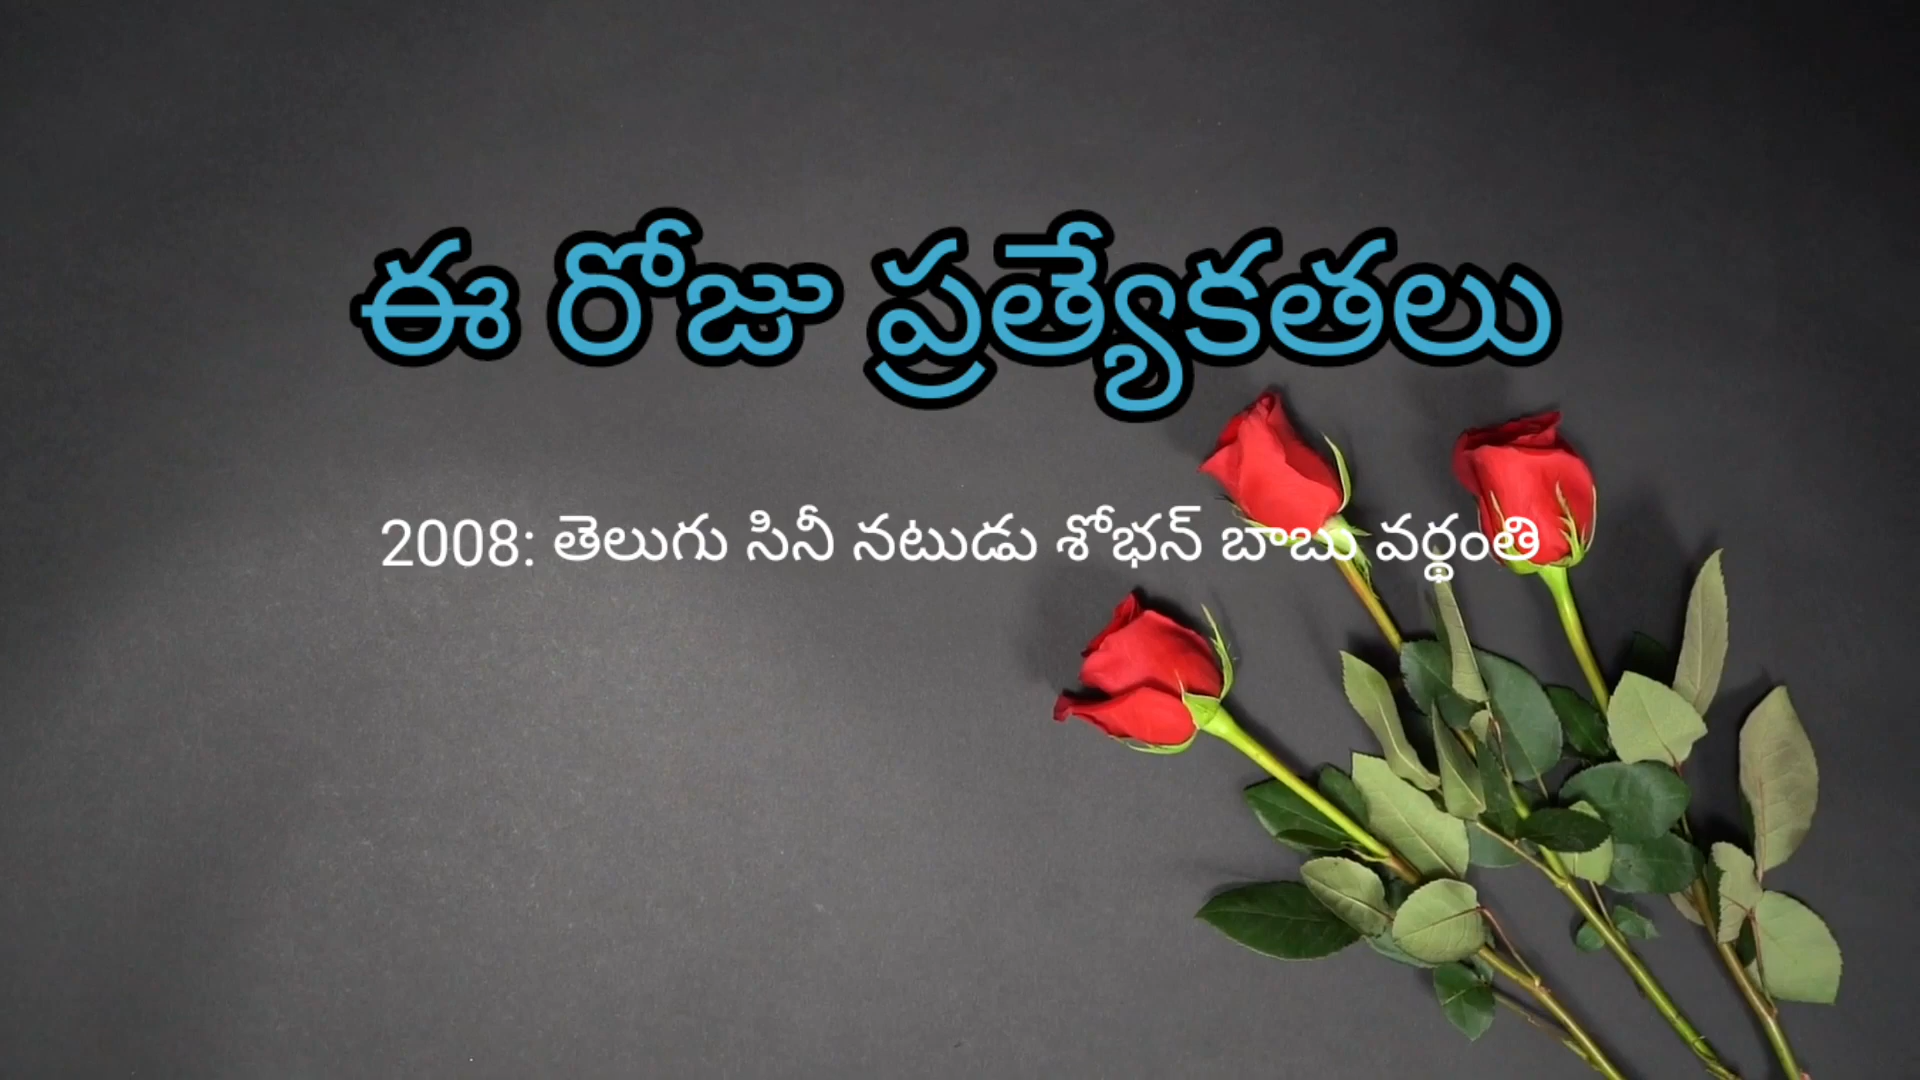 ఈ రోజు ప్రత్యేకతలు
2008: తెలుగు సినీ నటుడు శోభన్ బాబు వర్థంతి